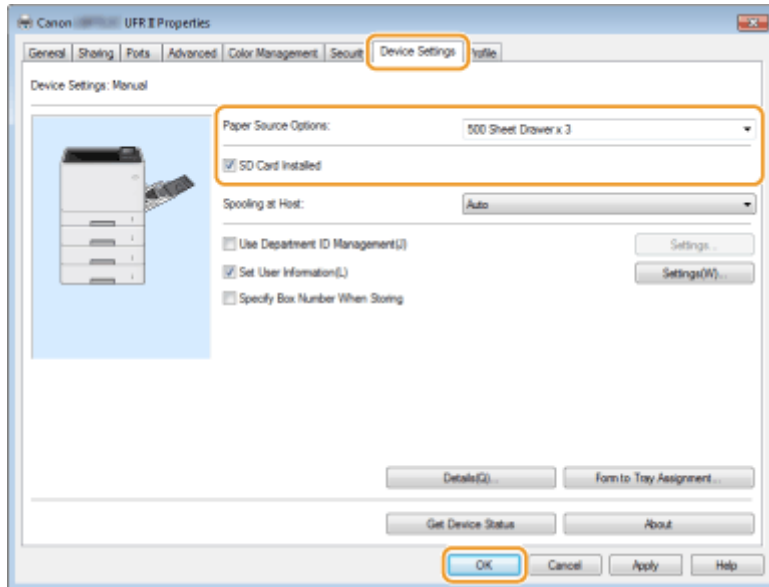 Canon UFR II Properties
General Sharing Ports Advanced Color Management Security Device Settings Profile
Device Settings: Manual
Paper Source Options: 500 Sheet Drawer x 3
SD Card Installed
Spooling at Host: Auto
Use Department ID Management(J) Settings...
Set User Information(L) Settings(W)...
Specify Box Number When Storing
Details(Q)... Form to Tray Assignment...
Get Device Status About
OK Cancel Apply Help